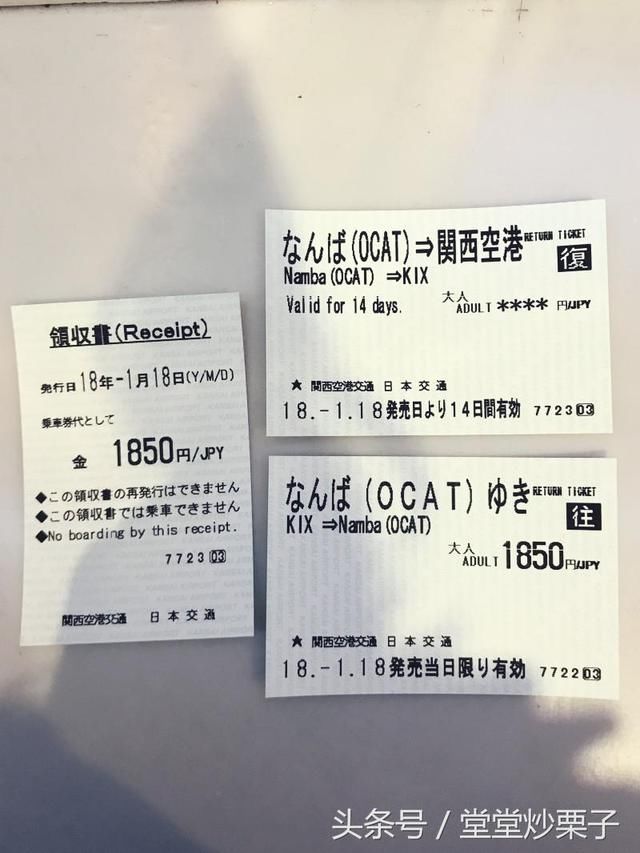 領収書(Receipt)
発行日 18年-1月18日(Y/M/D)
乗車券代として
金 1850円/JPY
◆この領収書の再発行はできません
◆この領収書では乗車できません
◆No boarding by this receipt.
7723 03
関西空港交通 日本交通
なんば(OCAT)⇒関西空港 RETURN TICKET
Namba(OCAT) ⇒KIX 復
Valid for 14 days. 大人 ADULT **** 円/JPY
★ 関西空港交通 日本交通
18.-1.18発売日より14日間有効 7723 03
なんば(OCAT)ゆき RETURN TICKET
KIX ⇒Namba(OCAT) 往
大人 ADULT 1850円/JPY
★ 関西空港交通 日本交通
18.-1.18発売当日限り有効 7722 03
头条号 / 堂堂炒栗子